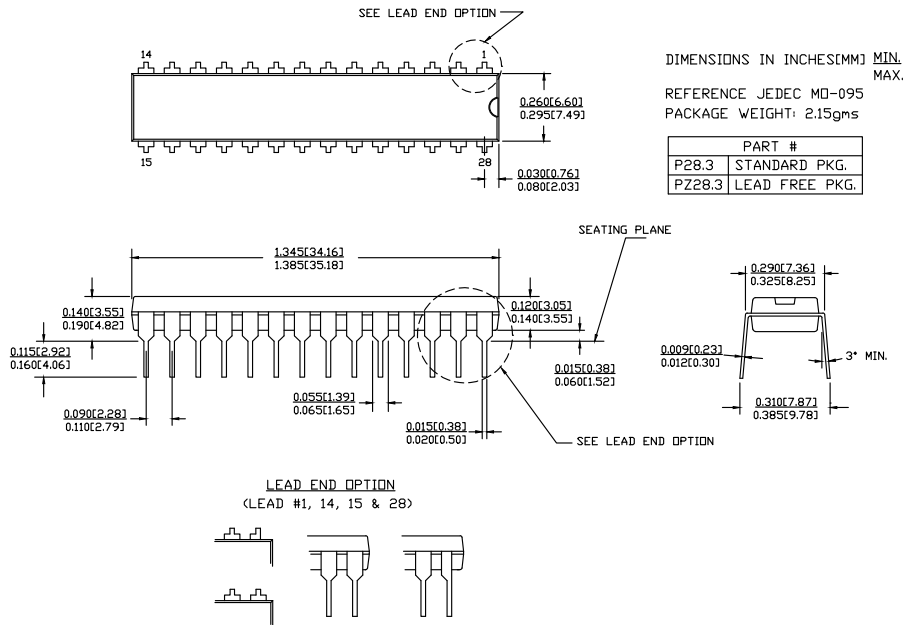 SEE LEAD END OPTION
14
1
DIMENSIONS IN INCHES[MM] MIN.
MAX.
REFERENCE JEDEC MO-095
PACKAGE WEIGHT: 2.15gms
0.260[6.60]
0.295[7.49]
PART #
P28.3 STANDARD PKG.
PZ28.3 LEAD FREE PKG.
15
28
0.030[0.76]
0.080[2.03]
SEATING PLANE
1.345[34.16]
1.385[35.18]
0.290[7.36]
0.325[8.25]
0.140[3.55]
0.190[4.82]
0.120[3.05]
0.140[3.55]
0.115[2.92]
0.160[4.06]
0.009[0.23]
0.012[0.30]
3° MIN.
0.015[0.38]
0.060[1.52]
0.055[1.39]
0.065[1.65]
0.090[2.28]
0.110[2.79]
0.310[7.87]
0.385[9.78]
0.015[0.38]
0.020[0.50]
SEE LEAD END OPTION
LEAD END OPTION
(LEAD #1, 14, 15 & 28)